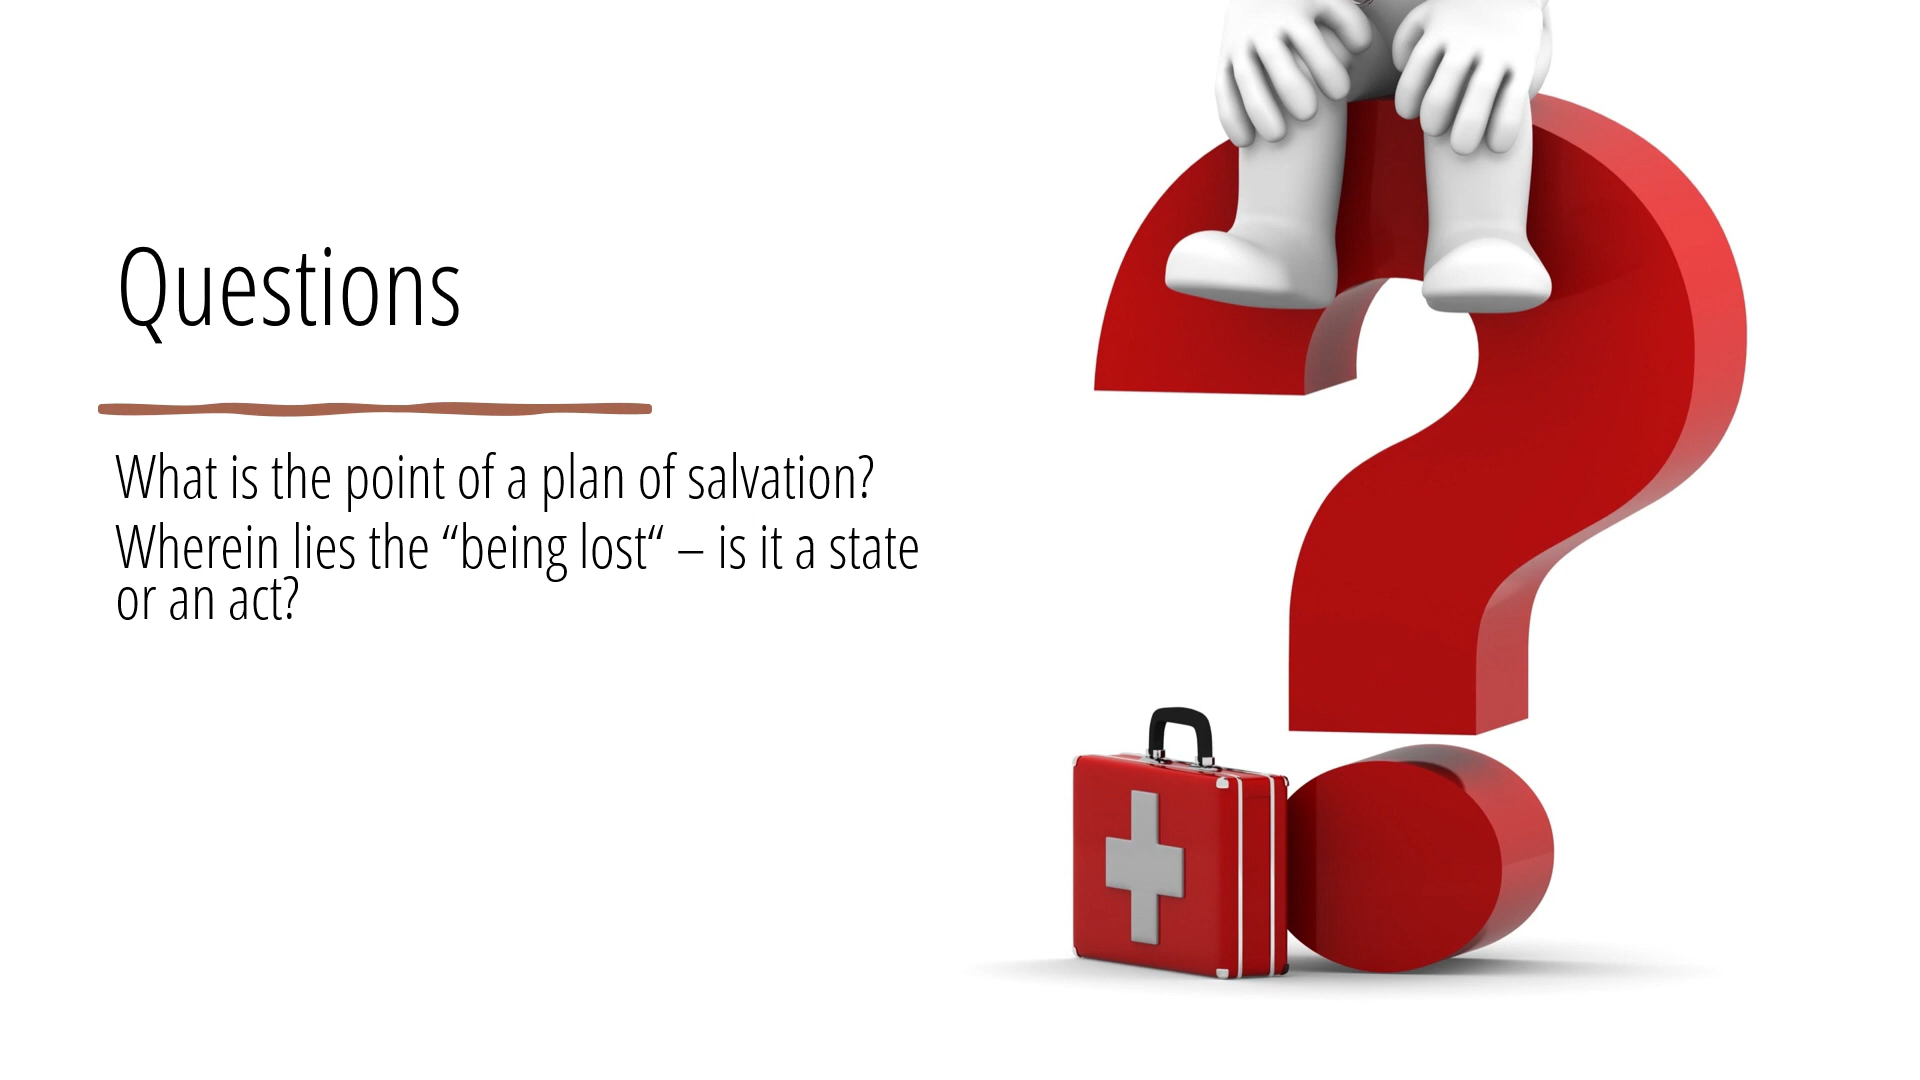 Questions
What is the point of a plan of salvation?
Wherein lies the “being lost“ – is it a state
or an act?